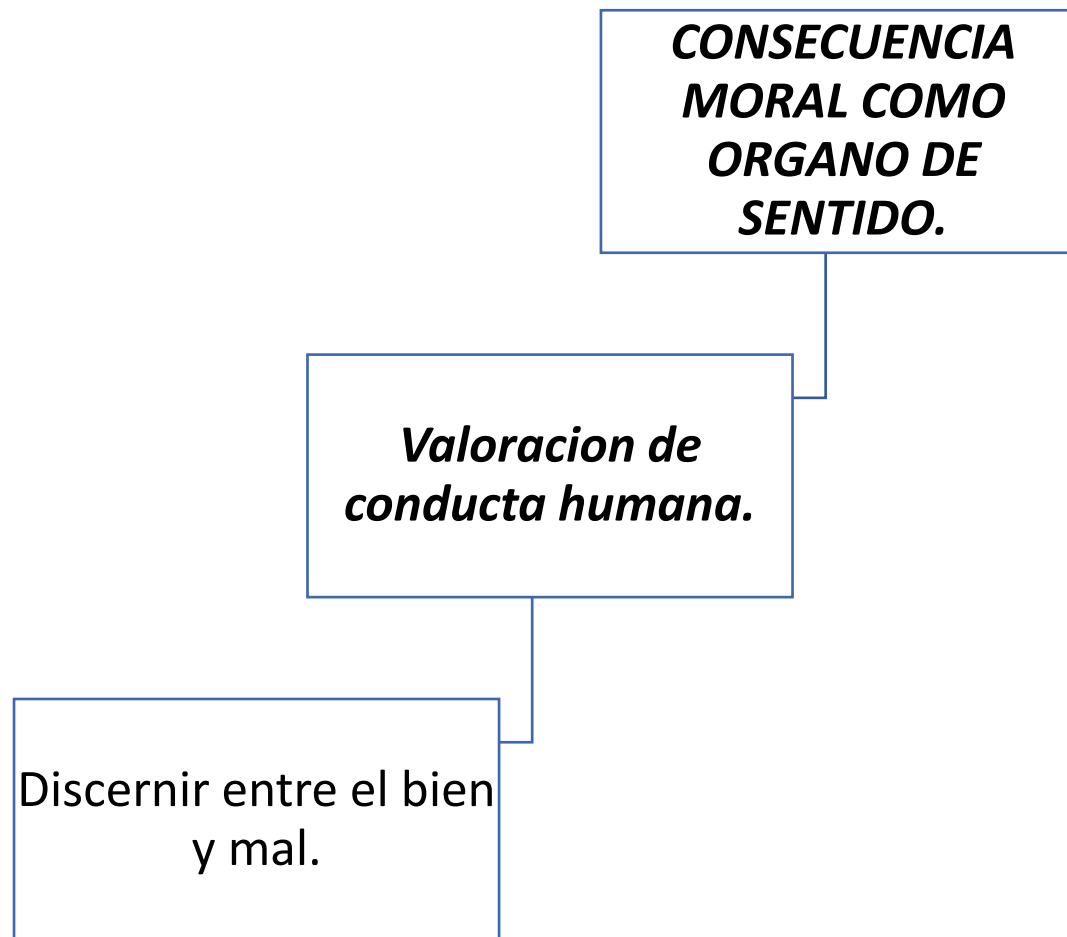 CONSECUENCIA
MORAL COMO
ORGANO DE
SENTIDO.
Valoracion de
conducta humana.
Discernir entre el bien
y mal.